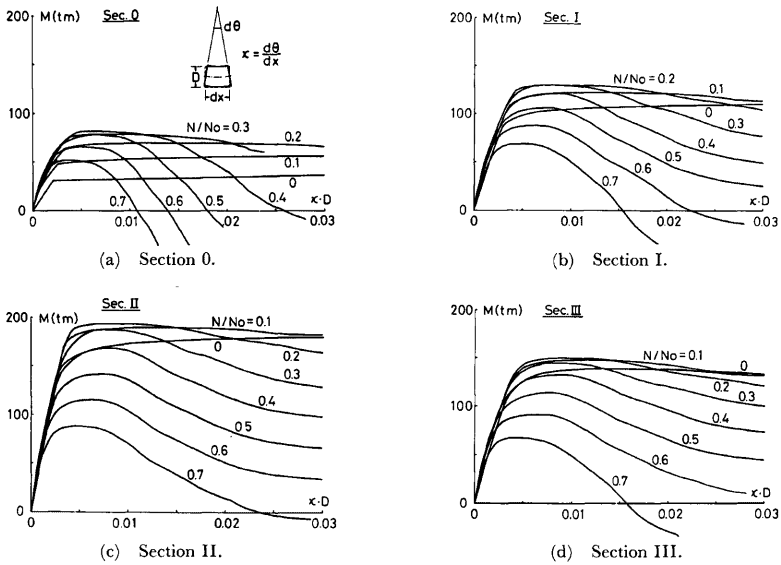 200 M(tm) Sec. 0
dθ
ϰ = dθ/dx
D
dx
100
N/No=0.3 0.2
0.1
0
0.7 0.6 0.5 0.4 ϰ·D
0
0 0.01 0.02 0.03
(a) Section 0.
200 M(tm) Sec. I
N/No=0.2 0.1
100 0
0.3
0.4
0.5
0.6
0.7
0 ϰ·D
0 0.01 0.02 0.03
(b) Section I.
200 M(tm) Sec. II
N/No=0.1
0 0.2
0.3
0.4
100
0.5
0.6
0.7
0 ϰ·D
0 0.01 0.02 0.03
(c) Section II.
200 M(tm) Sec. III
N/No=0.1 0
0.2 0.3
100
0.4
0.5
0.6
0.7
0 ϰ·D
0 0.01 0.02 0.03
(d) Section III.